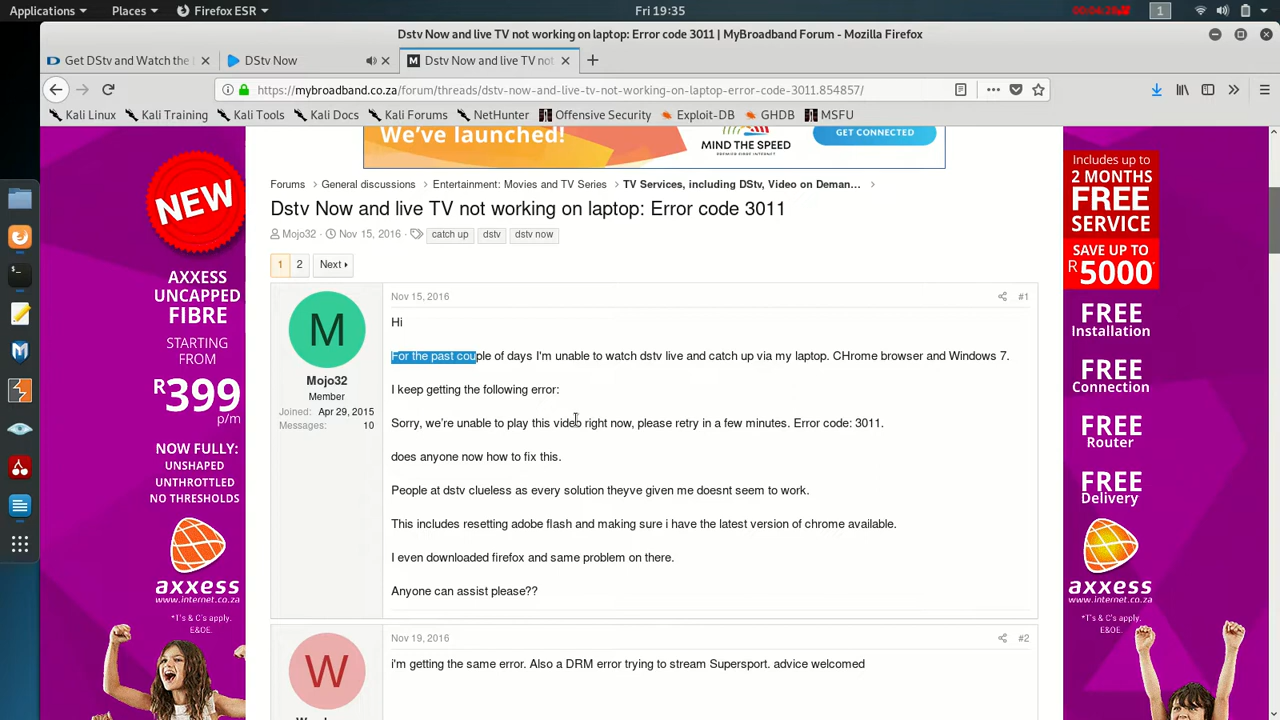 Applications
Places
Firefox ESR
Fri 19:35
1
Dstv Now and live TV not working on laptop: Error code 3011 | MyBroadband Forum - Mozilla Firefox
Get DStv and Watch the
DStv Now
Dstv Now and live TV not
https://mybroadband.co.za/forum/threads/dstv-now-and-live-tv-not-working-on-laptop-error-code-3011.854857/
Kali Linux
Kali Training
Kali Tools
Kali Docs
Kali Forums
NetHunter
Offensive Security
Exploit-DB
GHDB
MSFU
We've launched!
MIND THE SPEED
GET CONNECTED
Forums
General discussions
Entertainment: Movies and TV Series
TV Services, including DStv, Video on Deman...
Dstv Now and live TV not working on laptop: Error code 3011
Mojo32
Nov 15, 2016
catch up
dstv
dstv now
1
2
Next
M
Mojo32
Member
Joined: Apr 29, 2015
Messages: 10
Nov 15, 2016
#1
Hi
For the past couple of days I'm unable to watch dstv live and catch up via my laptop. CHrome browser and Windows 7.
I keep getting the following error:
Sorry, we're unable to play this video right now, please retry in a few minutes. Error code: 3011.
does anyone now how to fix this.
People at dstv clueless as every solution theyve given me doesnt seem to work.
This includes resetting adobe flash and making sure i have the latest version of chrome available.
I even downloaded firefox and same problem on there.
Anyone can assist please??
W
Nov 19, 2016
#2
i'm getting the same error. Also a DRM error trying to stream Supersport. advice welcomed
NEW
AXXESS
UNCAPPED
FIBRE
STARTING
FROM
R399
p/m
NOW FULLY:
UNSHAPED
UNTHROTTLED
NO THRESHOLDS
axxess
www.internet.co.za
*T's & C's apply.
E&OE.
Includes up to
2 MONTHS
FREE
SERVICE
SAVE UP TO
R5000*
FREE
Installation
FREE
Connection
FREE
Router
FREE
Delivery
axxess
www.internet.co.za
*T's & C's apply.
E&OE.